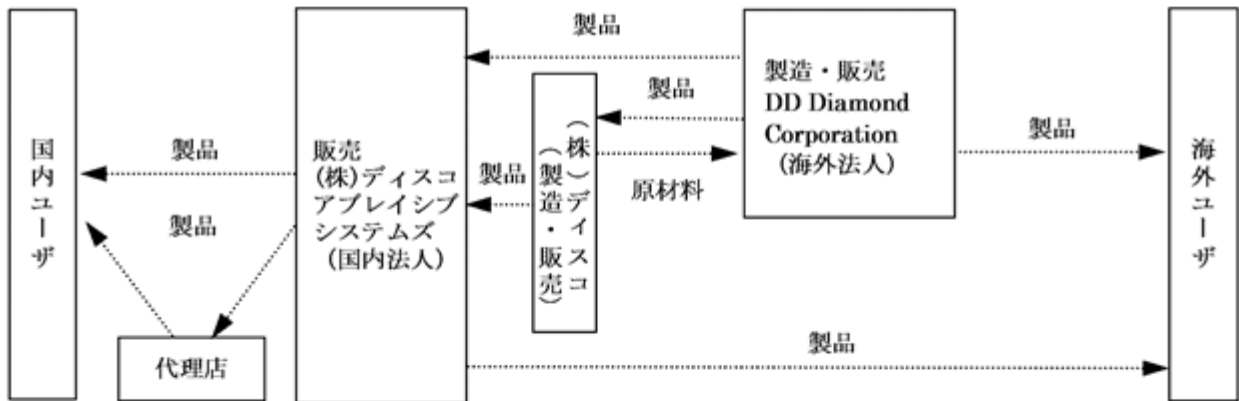 国内ユーザ
製品
製品
代理店
販売
(株)ディスコ
アブレイシブ
システムズ
(国内法人)
製品
製品
製品
(株)ディスコ
(製造・販売)
原材料
製造・販売
DD Diamond
Corporation
(海外法人)
製品
製品
海外ユーザ